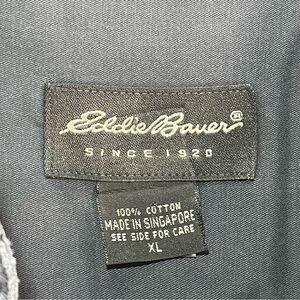 Eddie Bauer®
SINCE 1920
100% COTTON
MADE IN SINGAPORE
SEE SIDE FOR CARE
XL